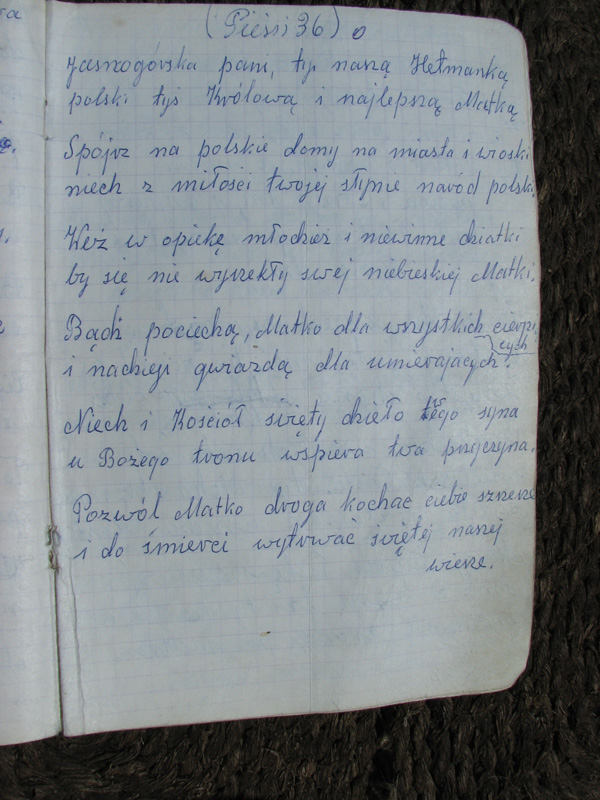 (Pieśń 36)
Jasnogórska pani, tyś naszą Hetmanką
polski tyś Królową i najlepszą Matką
Spójrz na polskie domy na miasta i wioski
niech z miłości twojej słynie naród polski.
Weź w opiekę młodzież i niewinne dziatki
by się nie wyrzekły swej niebieskiej Matki.
Bądź pociechą, Matko dla wszystkich cierpią
cych
i nadzieji gwiazdą dla umierających.
Niech i Kościół święty dzieło twego syna
u Bożego tronu wspiera twa przyczyna.
Pozwól Matko droga kochać ciebie szczerze
i do śmierci wytrwać świętej naszej
wierze.